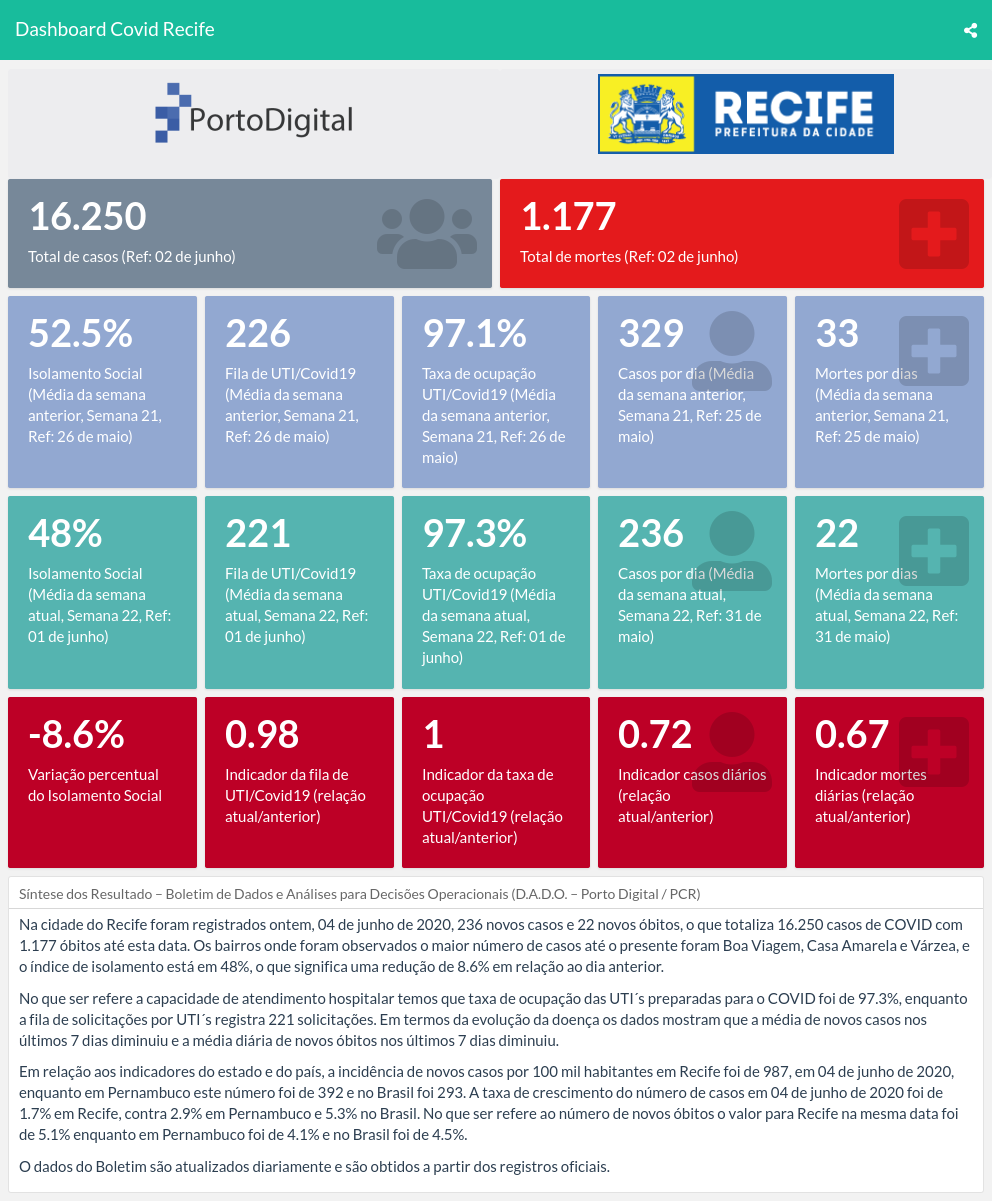 Dashboard Covid Recife
PortoDigital
RECIFE
PREFEITURA DA CIDADE
16.250
Total de casos (Ref: 02 de junho)
1.177
Total de mortes (Ref: 02 de junho)
52.5%
Isolamento Social
(Média da semana
anterior, Semana 21,
Ref: 26 de maio)
226
Fila de UTI/Covid19
(Média da semana
anterior, Semana 21,
Ref: 26 de maio)
97.1%
Taxa de ocupação
UTI/Covid19 (Média
da semana anterior,
Semana 21, Ref: 26 de
maio)
329
Casos por dia (Média
da semana anterior,
Semana 21, Ref: 25 de
maio)
33
Mortes por dias
(Média da semana
anterior, Semana 21,
Ref: 25 de maio)
48%
Isolamento Social
(Média da semana
atual, Semana 22, Ref:
01 de junho)
221
Fila de UTI/Covid19
(Média da semana
atual, Semana 22, Ref:
01 de junho)
97.3%
Taxa de ocupação
UTI/Covid19 (Média
da semana atual,
Semana 22, Ref: 01 de
junho)
236
Casos por dia (Média
da semana atual,
Semana 22, Ref: 31 de
maio)
22
Mortes por dias
(Média da semana
atual, Semana 22, Ref:
31 de maio)
-8.6%
Variação percentual
do Isolamento Social
0.98
Indicador da fila de
UTI/Covid19 (relação
atual/anterior)
1
Indicador da taxa de
ocupação
UTI/Covid19 (relação
atual/anterior)
0.72
Indicador casos diários
(relação
atual/anterior)
0.67
Indicador mortes
diárias (relação
atual/anterior)
Síntese dos Resultado – Boletim de Dados e Análises para Decisões Operacionais (D.A.D.O. – Porto Digital / PCR)
Na cidade do Recife foram registrados ontem, 04 de junho de 2020, 236 novos casos e 22 novos óbitos, o que totaliza 16.250 casos de COVID com
1.177 óbitos até esta data. Os bairros onde foram observados o maior número de casos até o presente foram Boa Viagem, Casa Amarela e Várzea, e
o índice de isolamento está em 48%, o que significa uma redução de 8.6% em relação ao dia anterior.
No que ser refere a capacidade de atendimento hospitalar temos que taxa de ocupação das UTI´s preparadas para o COVID foi de 97.3%, enquanto
a fila de solicitações por UTI´s registra 221 solicitações. Em termos da evolução da doença os dados mostram que a média de novos casos nos
últimos 7 dias diminuiu e a média diária de novos óbitos nos últimos 7 dias diminuiu.
Em relação aos indicadores do estado e do país, a incidência de novos casos por 100 mil habitantes em Recife foi de 987, em 04 de junho de 2020,
enquanto em Pernambuco este número foi de 392 e no Brasil foi 293. A taxa de crescimento do número de casos em 04 de junho de 2020 foi de
1.7% em Recife, contra 2.9% em Pernambuco e 5.3% no Brasil. No que ser refere ao número de novos óbitos o valor para Recife na mesma data foi
de 5.1% enquanto em Pernambuco foi de 4.1% e no Brasil foi de 4.5%.
O dados do Boletim são atualizados diariamente e são obtidos a partir dos registros oficiais.